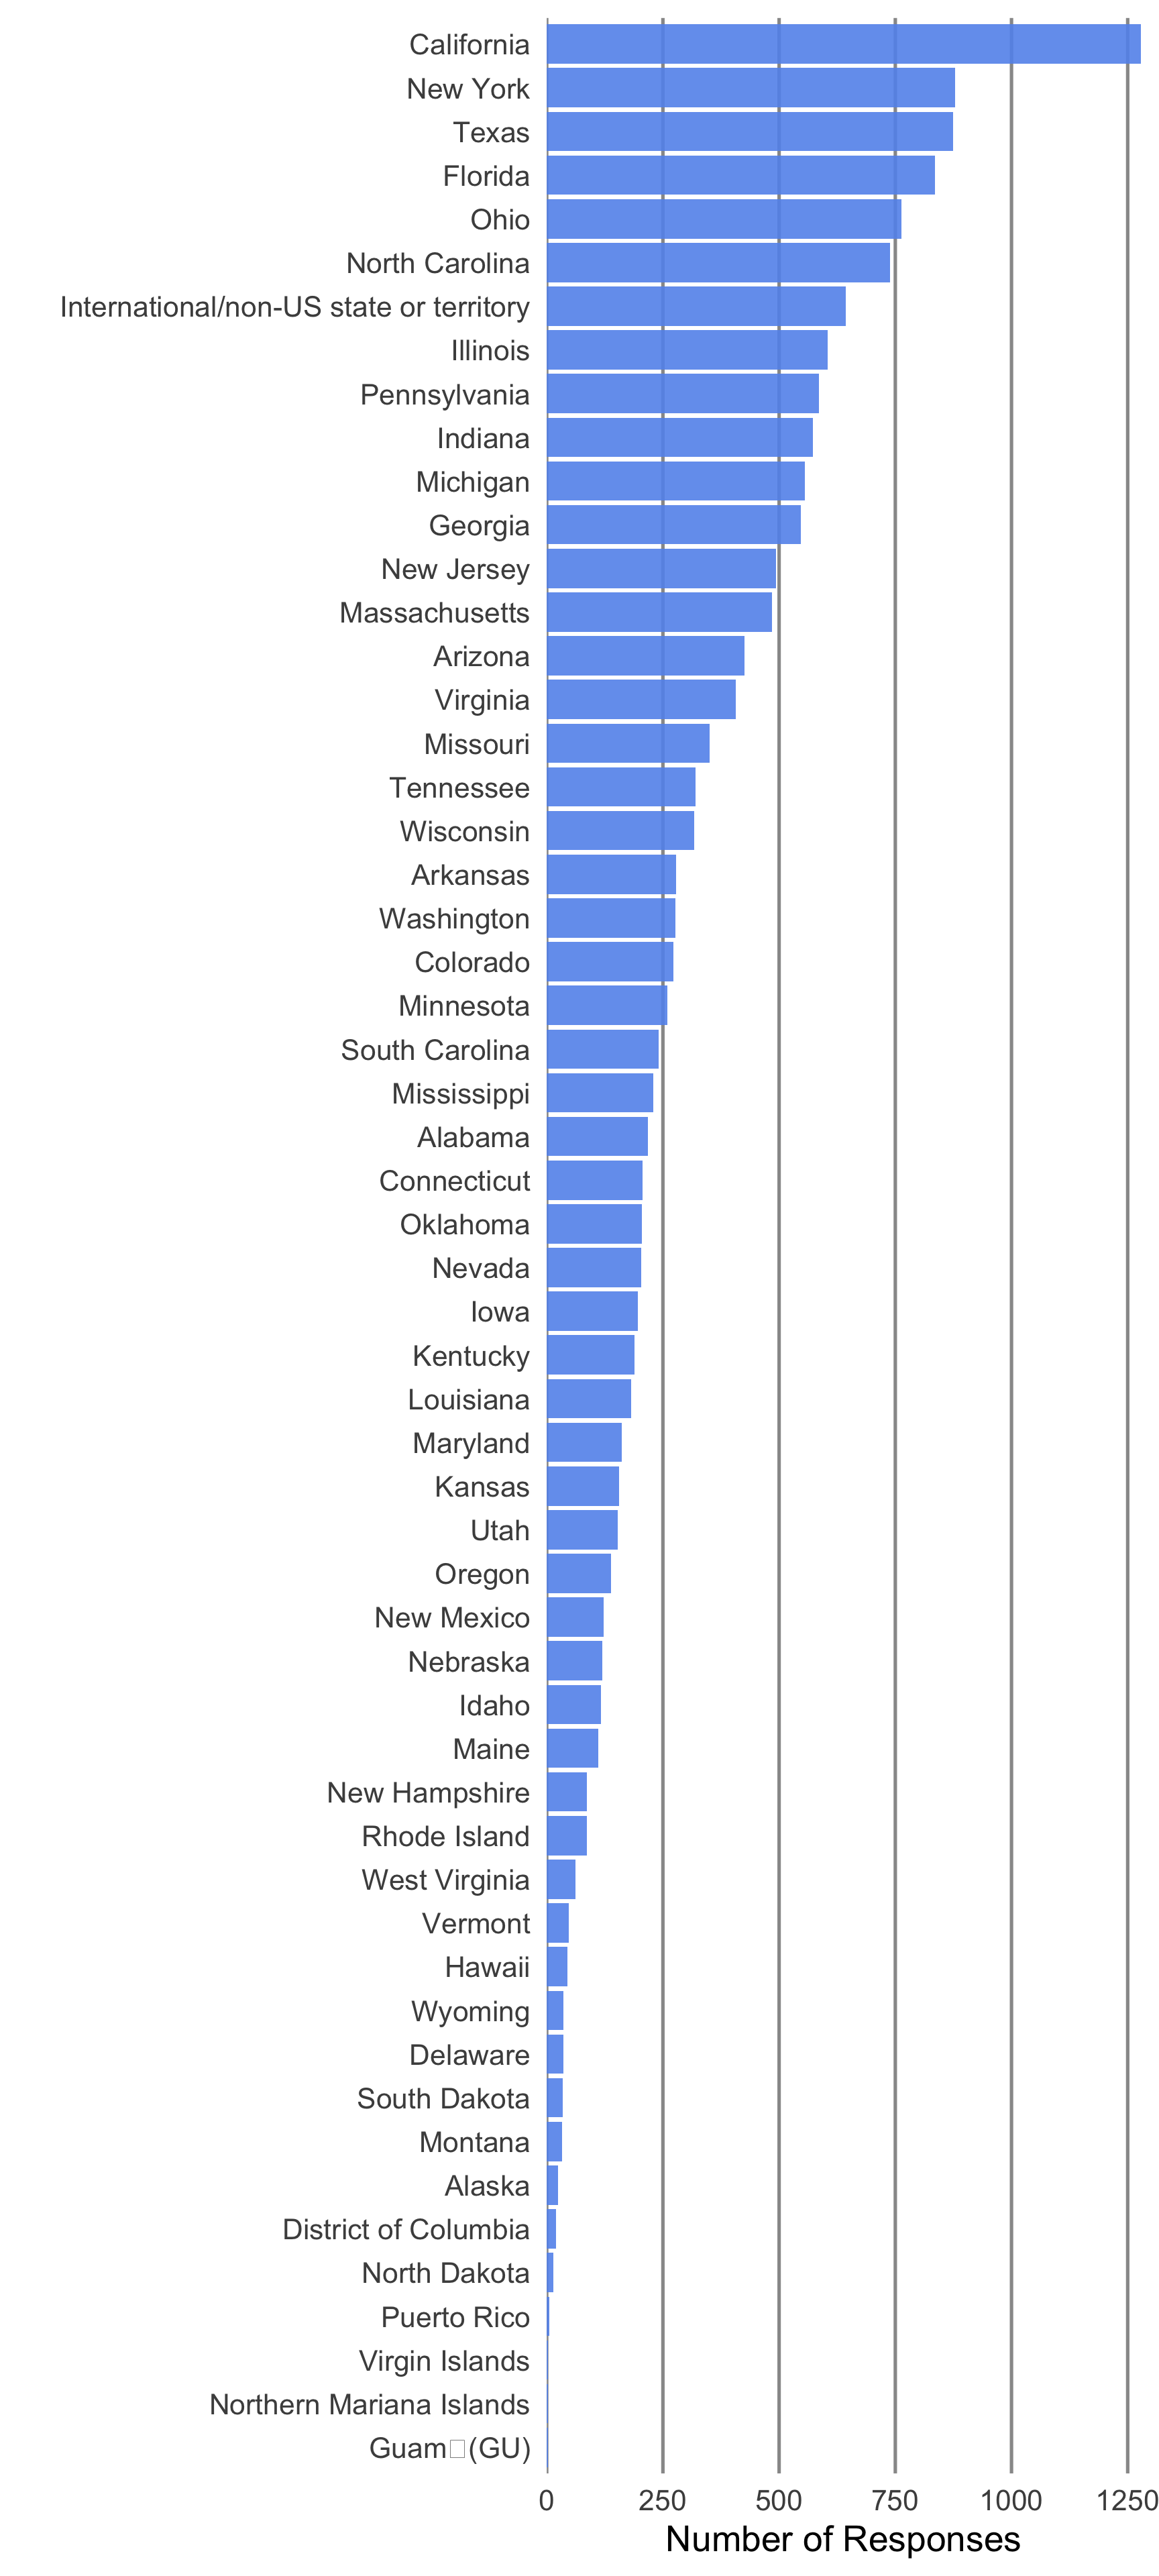 California
New York
Texas
Florida
Ohio
North Carolina
International/non-US state or territory
Illinois
Pennsylvania
Indiana
Michigan
Georgia
New Jersey
Massachusetts
Arizona
Virginia
Missouri
Tennessee
Wisconsin
Arkansas
Washington
Colorado
Minnesota
South Carolina
Mississippi
Alabama
Connecticut
Oklahoma
Nevada
Iowa
Kentucky
Louisiana
Maryland
Kansas
Utah
Oregon
New Mexico
Nebraska
Idaho
Maine
New Hampshire
Rhode Island
West Virginia
Vermont
Hawaii
Wyoming
Delaware
South Dakota
Montana
Alaska
District of Columbia
North Dakota
Puerto Rico
Virgin Islands
Northern Mariana Islands
Guam□(GU)
0 250 500 750 1000 1250
Number of Responses